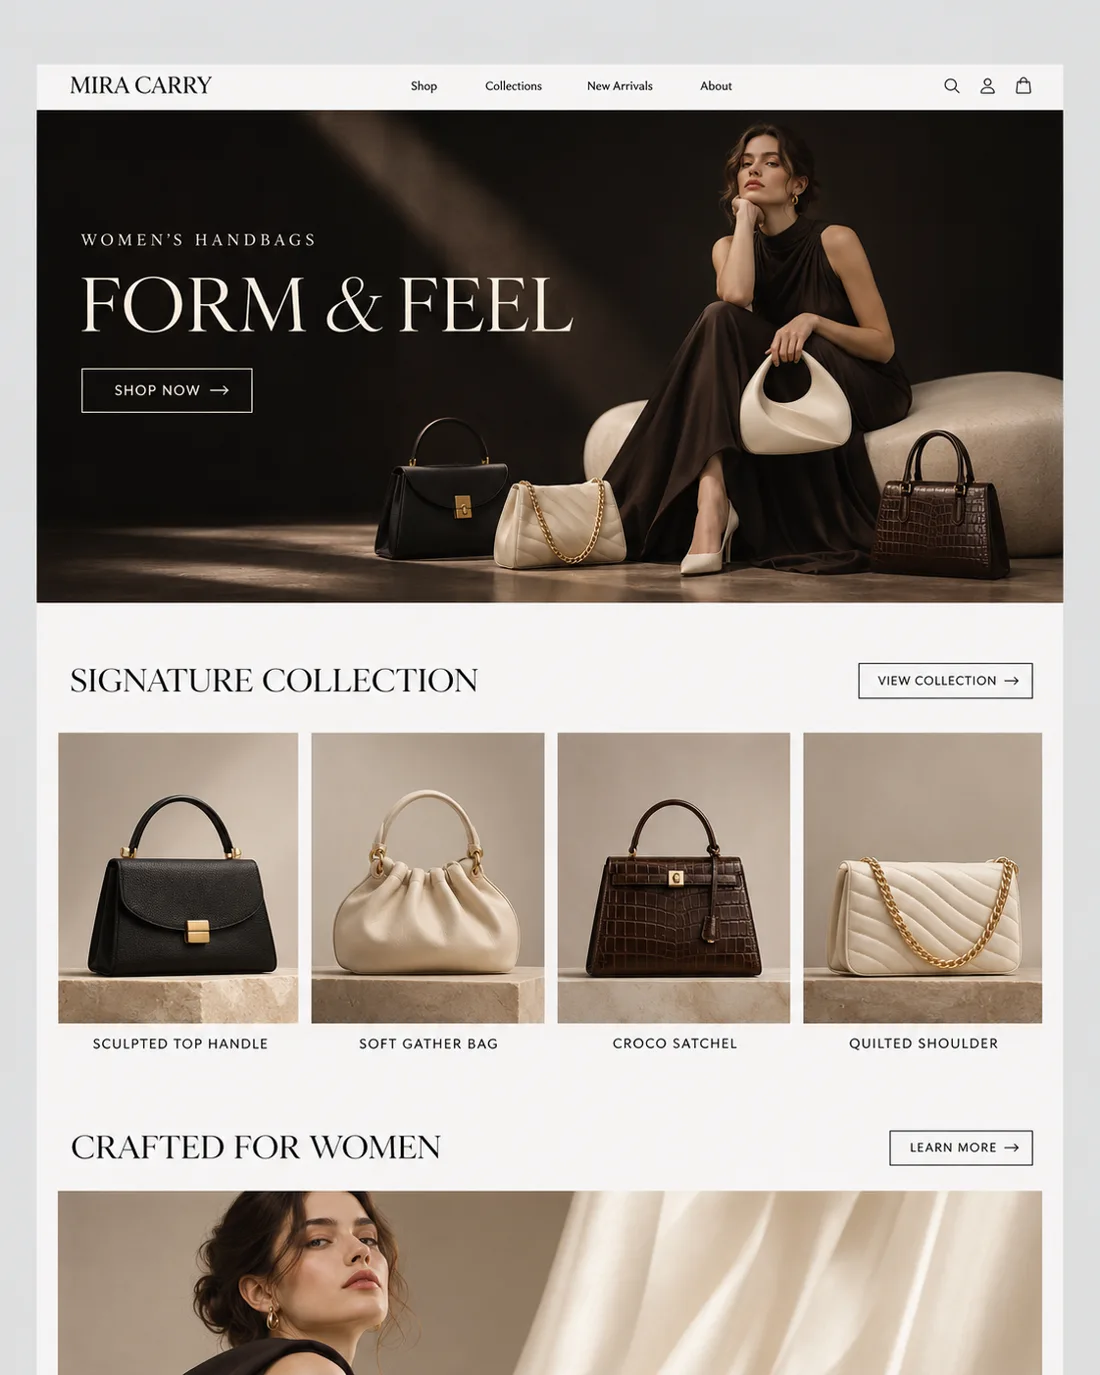 MIRA CARRY
Shop
Collections
New Arrivals
About
WOMEN'S HANDBAGS
FORM & FEEL
SHOP NOW →
SIGNATURE COLLECTION
VIEW COLLECTION →
SCULPTED TOP HANDLE
SOFT GATHER BAG
CROCO SATCHEL
QUILTED SHOULDER
CRAFTED FOR WOMEN
LEARN MORE →